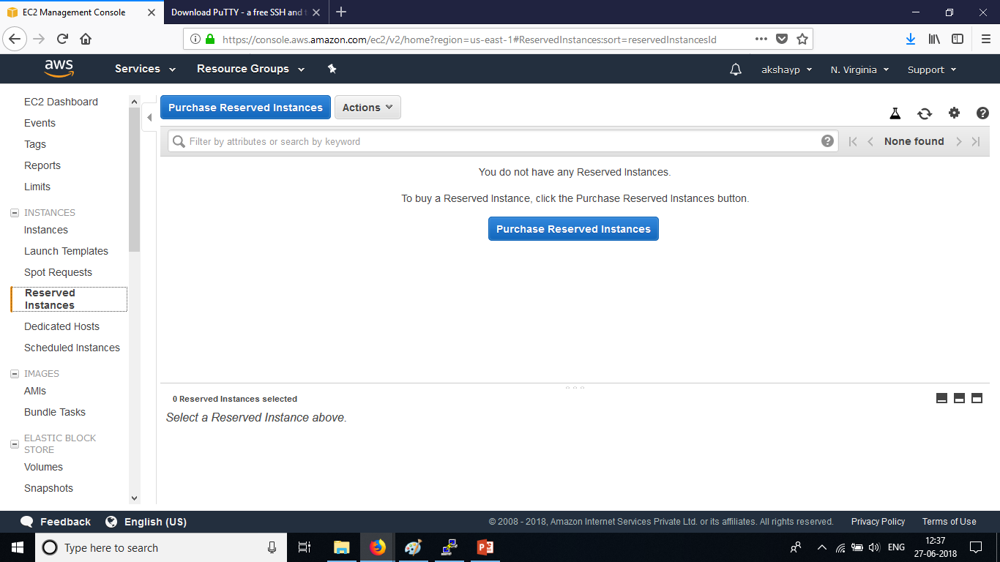 EC2 Management Console
Download PuTTY - a free SSH and t
https://console.aws.amazon.com/ec2/v2/home?region=us-east-1#ReservedInstances:sort=reservedInstancesId
aws
Services
Resource Groups
akshayp
N. Virginia
Support
EC2 Dashboard
Events
Tags
Reports
Limits
INSTANCES
Instances
Launch Templates
Spot Requests
Reserved
Instances
Dedicated Hosts
Scheduled Instances
IMAGES
AMIs
Bundle Tasks
ELASTIC BLOCK
STORE
Volumes
Snapshots
Purchase Reserved Instances
Actions
Filter by attributes or search by keyword
None found
You do not have any Reserved Instances.
To buy a Reserved Instance, click the Purchase Reserved Instances button.
Purchase Reserved Instances
0 Reserved Instances selected
Select a Reserved Instance above.
Feedback
English (US)
© 2008 - 2018, Amazon Internet Services Private Ltd. or its affiliates. All rights reserved.
Privacy Policy
Terms of Use
Type here to search
ENG
12:37
27-06-2018